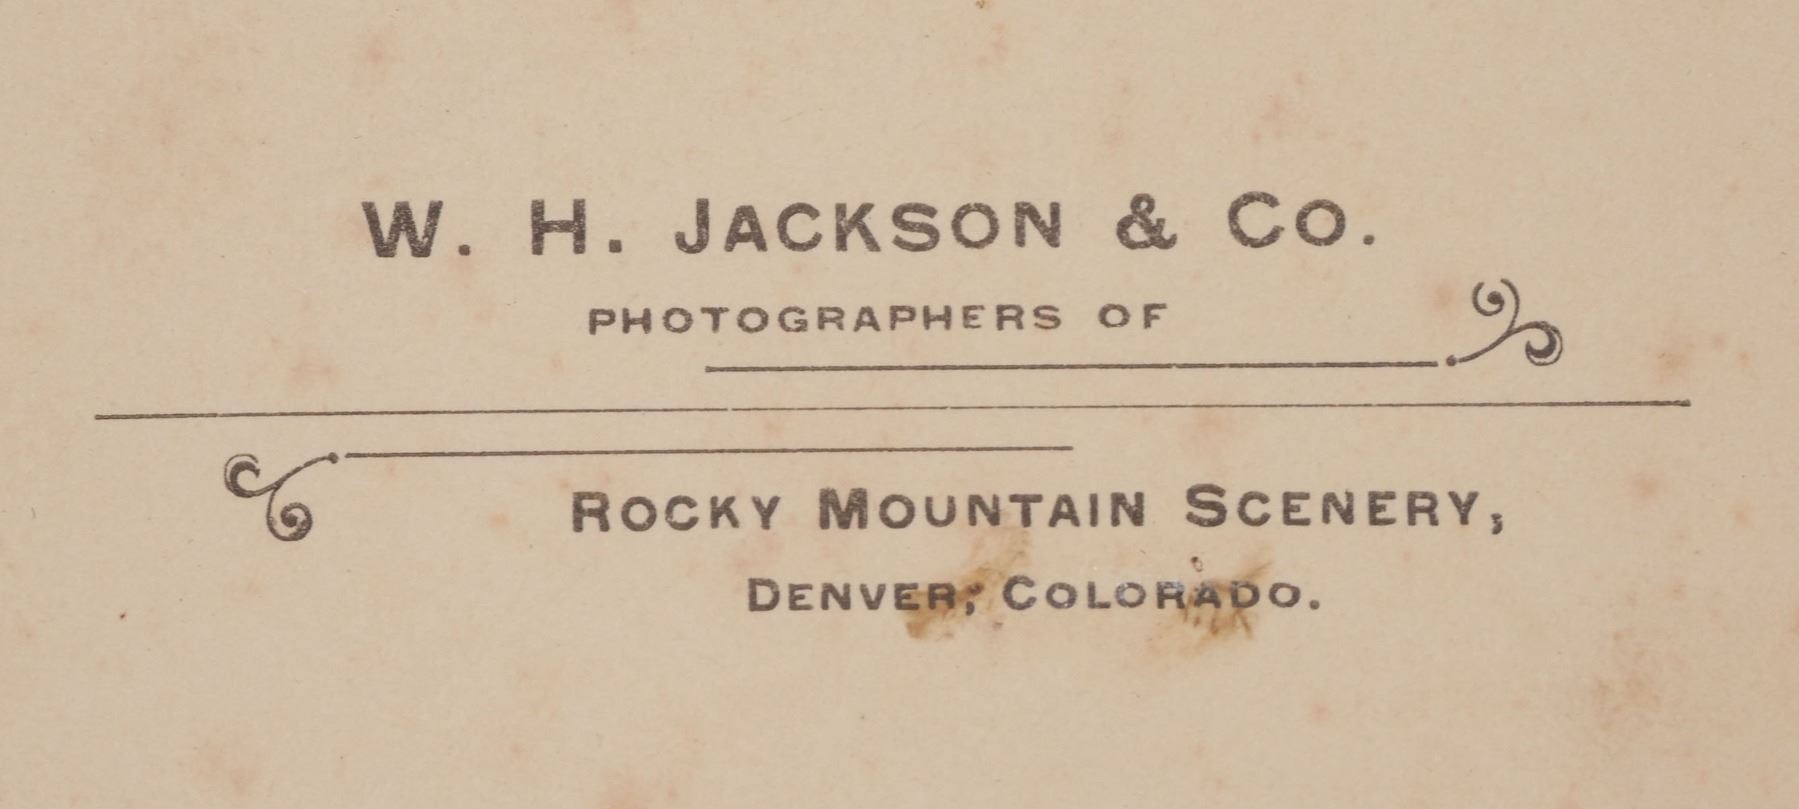 W. H. JACKSON & CO.
PHOTOGRAPHERS OF
ROCKY MOUNTAIN SCENERY,
DENVER, COLORADO.